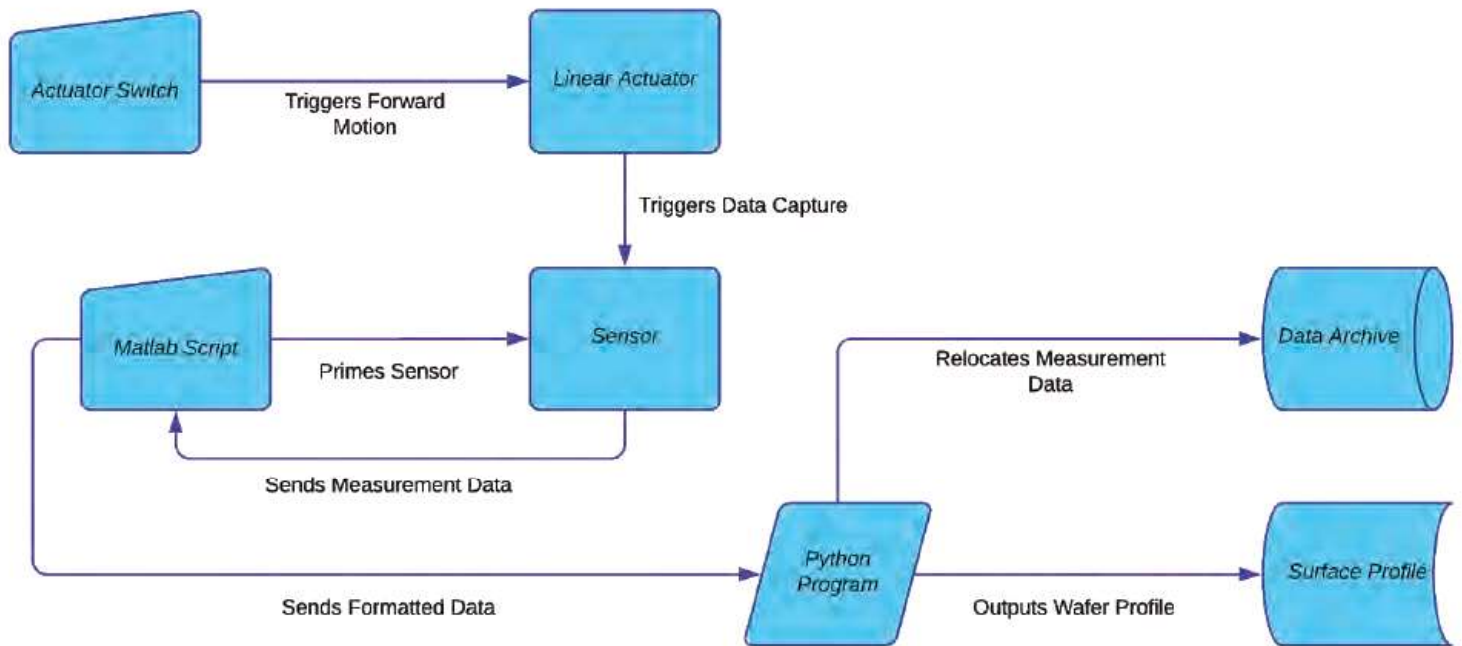 Actuator Switch
Triggers Forward
Motion
Linear Actuator
Triggers Data Capture
Matlab Script
Primes Sensor
Sensor
Sends Measurement Data
Relocates Measurement
Data
Data Archive
Sends Formatted Data
Python
Program
Outputs Wafer Profile
Surface Profile